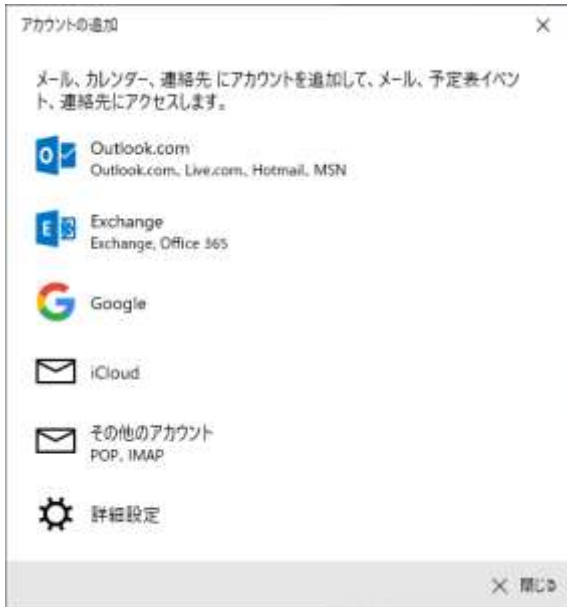 アカウントの追加
メール、カレンダー、連絡先 にアカウントを追加して、メール、予定表イベン
ト、連絡先にアクセスします。
Outlook.com
Outlook.com、Live.com、Hotmail、MSN
Exchange
Exchange、Office 365
Google
iCloud
その他のアカウント
POP、IMAP
詳細設定
閉じる